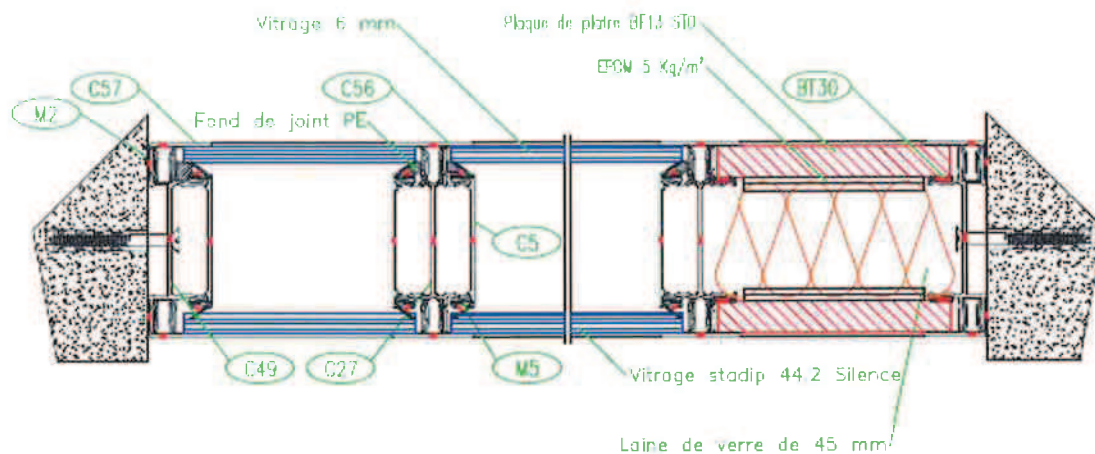 Vitrage 6 mm
Plaque de platre BF13 STD
EPDM 5 Kg/m²
C57
C56
BT30
M2
Fond de joint PE
C5
C49
C27
M5
Vitrage stadip 44.2 Silence
Laine de verre de 45 mm